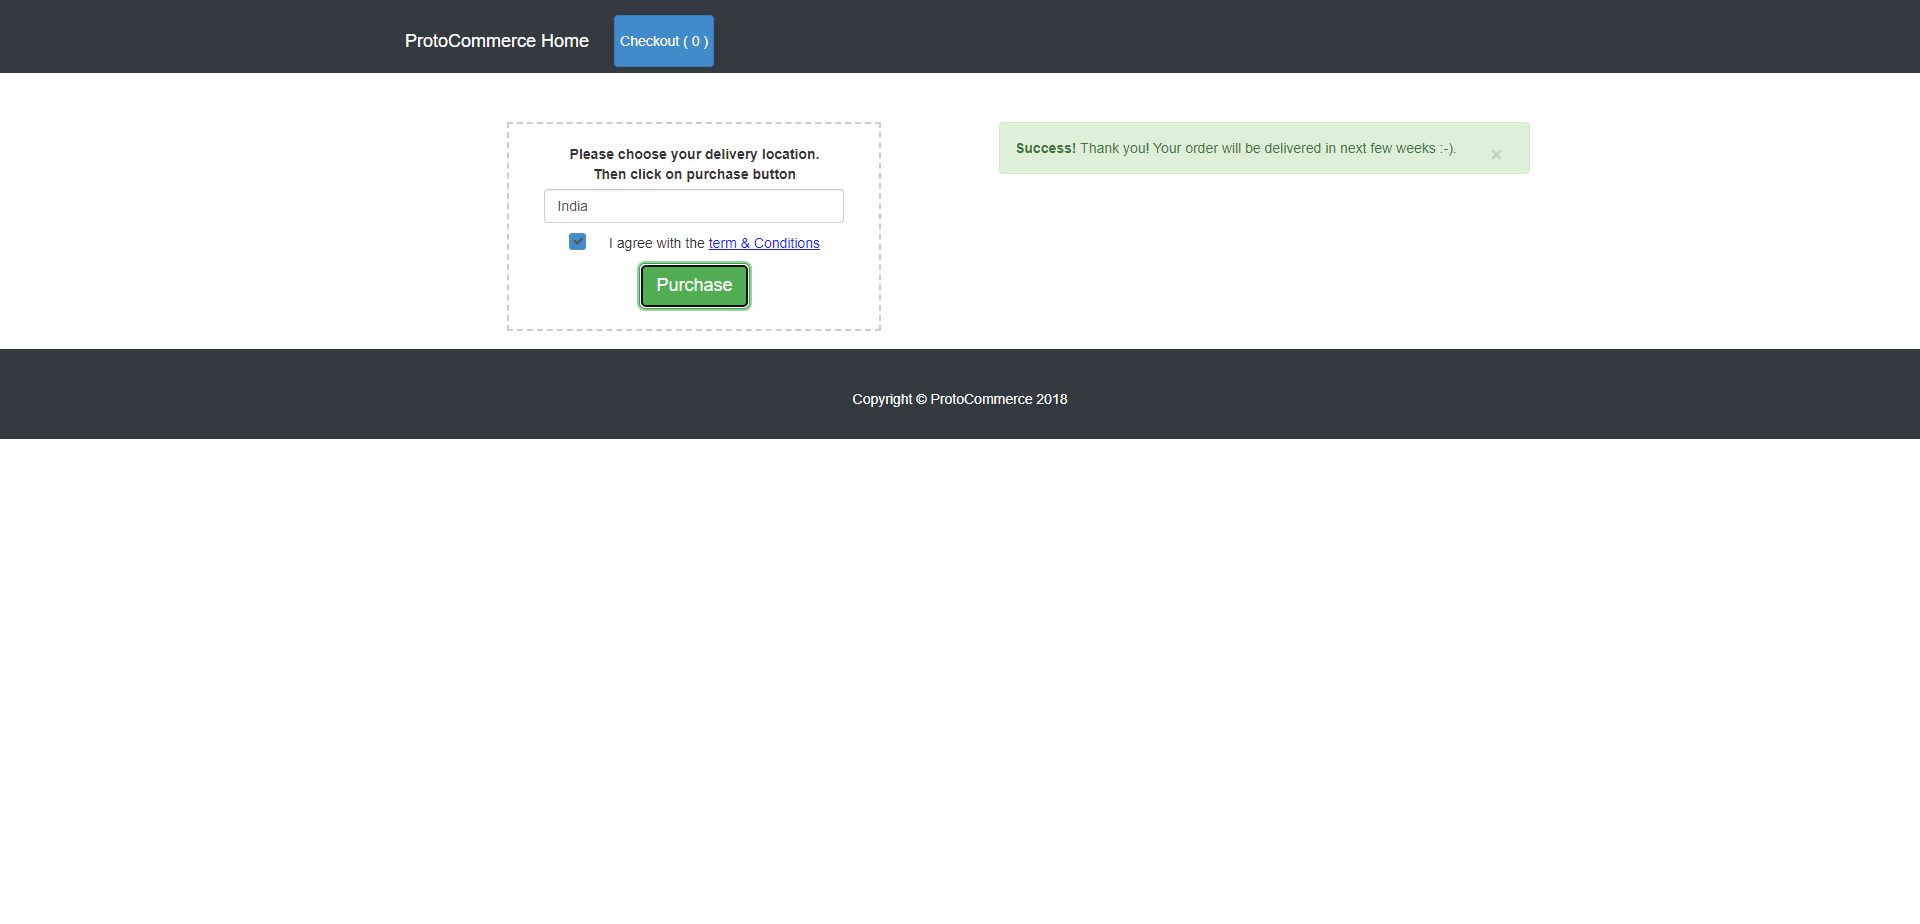 ProtoCommerce Home
Checkout ( 0 )
Please choose your delivery location.
Then click on purchase button
India
I agree with the term & Conditions
Purchase
Success! Thank you! Your order will be delivered in next few weeks :-).
×
Copyright © ProtoCommerce 2018